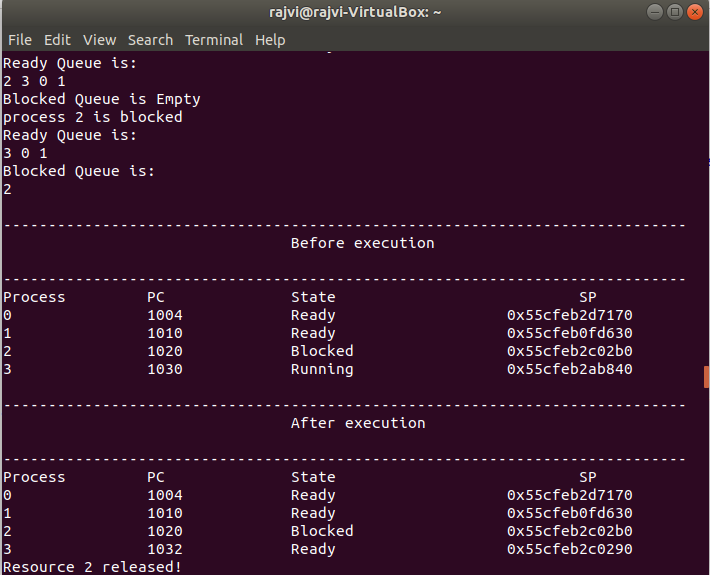 rajvi@rajvi-VirtualBox: ~
File Edit View Search Terminal Help
Ready Queue is:
2 3 0 1
Blocked Queue is Empty
process 2 is blocked
Ready Queue is:
3 0 1
Blocked Queue is:
2
----------------------------------------------------------------------------
Before execution
----------------------------------------------------------------------------
Process PC State SP
0 1004 Ready 0x55cfeb2d7170
1 1010 Ready 0x55cfeb0fd630
2 1020 Blocked 0x55cfeb2c02b0
3 1030 Running 0x55cfeb2ab840
----------------------------------------------------------------------------
After execution
----------------------------------------------------------------------------
Process PC State SP
0 1004 Ready 0x55cfeb2d7170
1 1010 Ready 0x55cfeb0fd630
2 1020 Blocked 0x55cfeb2c02b0
3 1032 Ready 0x55cfeb2c0290
Resource 2 released!